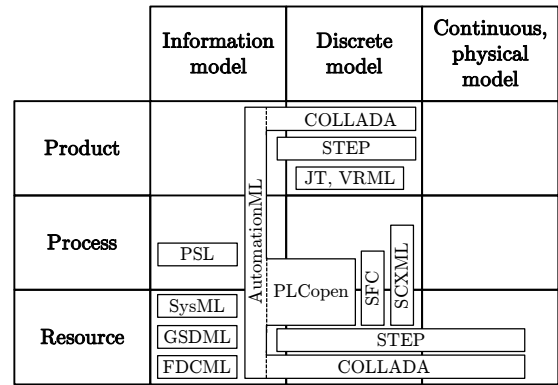 Information
model
Discrete
model
Continuous,
physical
model
Product
COLLADA
STEP
JT, VRML
AutomationML
Process
PSL
PLCopen
SFC
SCXML
Resource
SysML
GSDML
FDCML
STEP
COLLADA